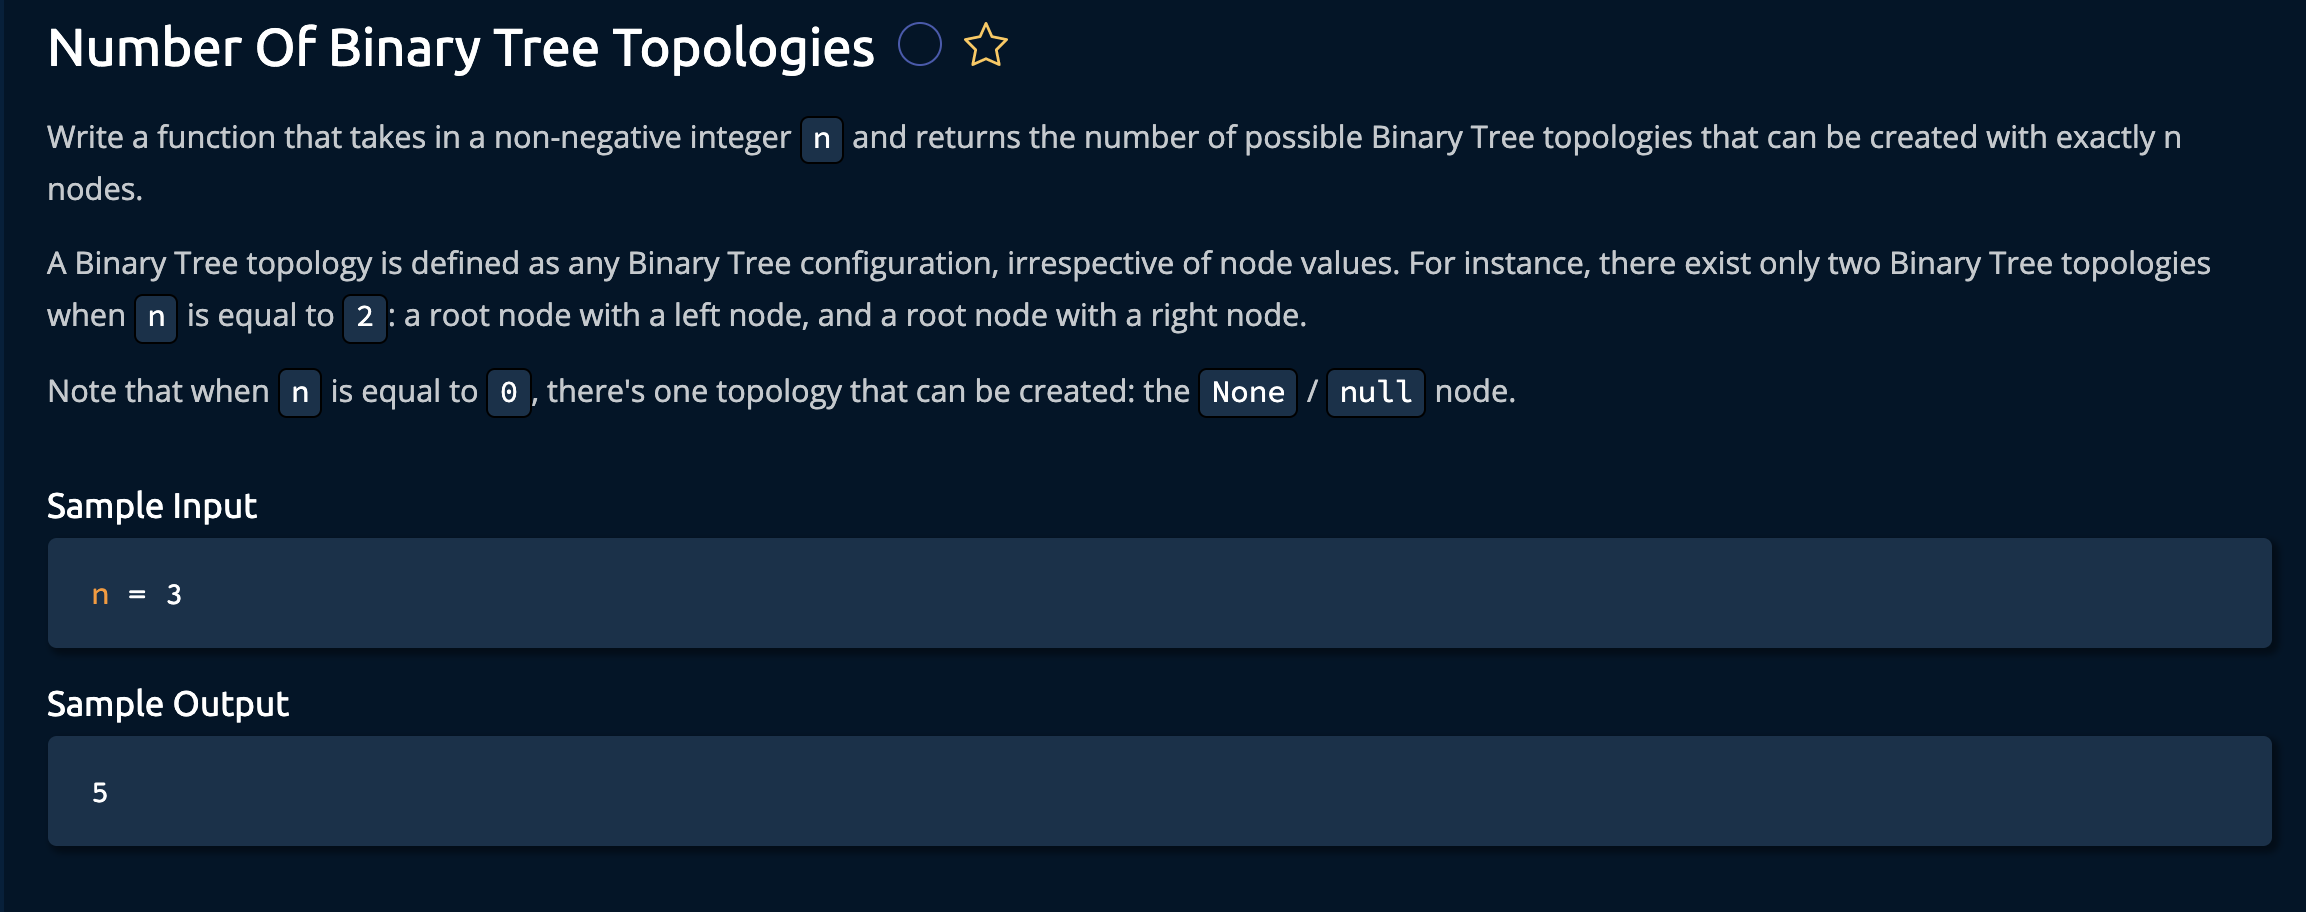 Number Of Binary Tree Topologies
Write a function that takes in a non-negative integer n and returns the number of possible Binary Tree topologies that can be created with exactly n
nodes.
A Binary Tree topology is defined as any Binary Tree configuration, irrespective of node values. For instance, there exist only two Binary Tree topologies
when n is equal to 2: a root node with a left node, and a root node with a right node.
Note that when n is equal to 0, there's one topology that can be created: the None / null node.
Sample Input
n = 3
Sample Output
5